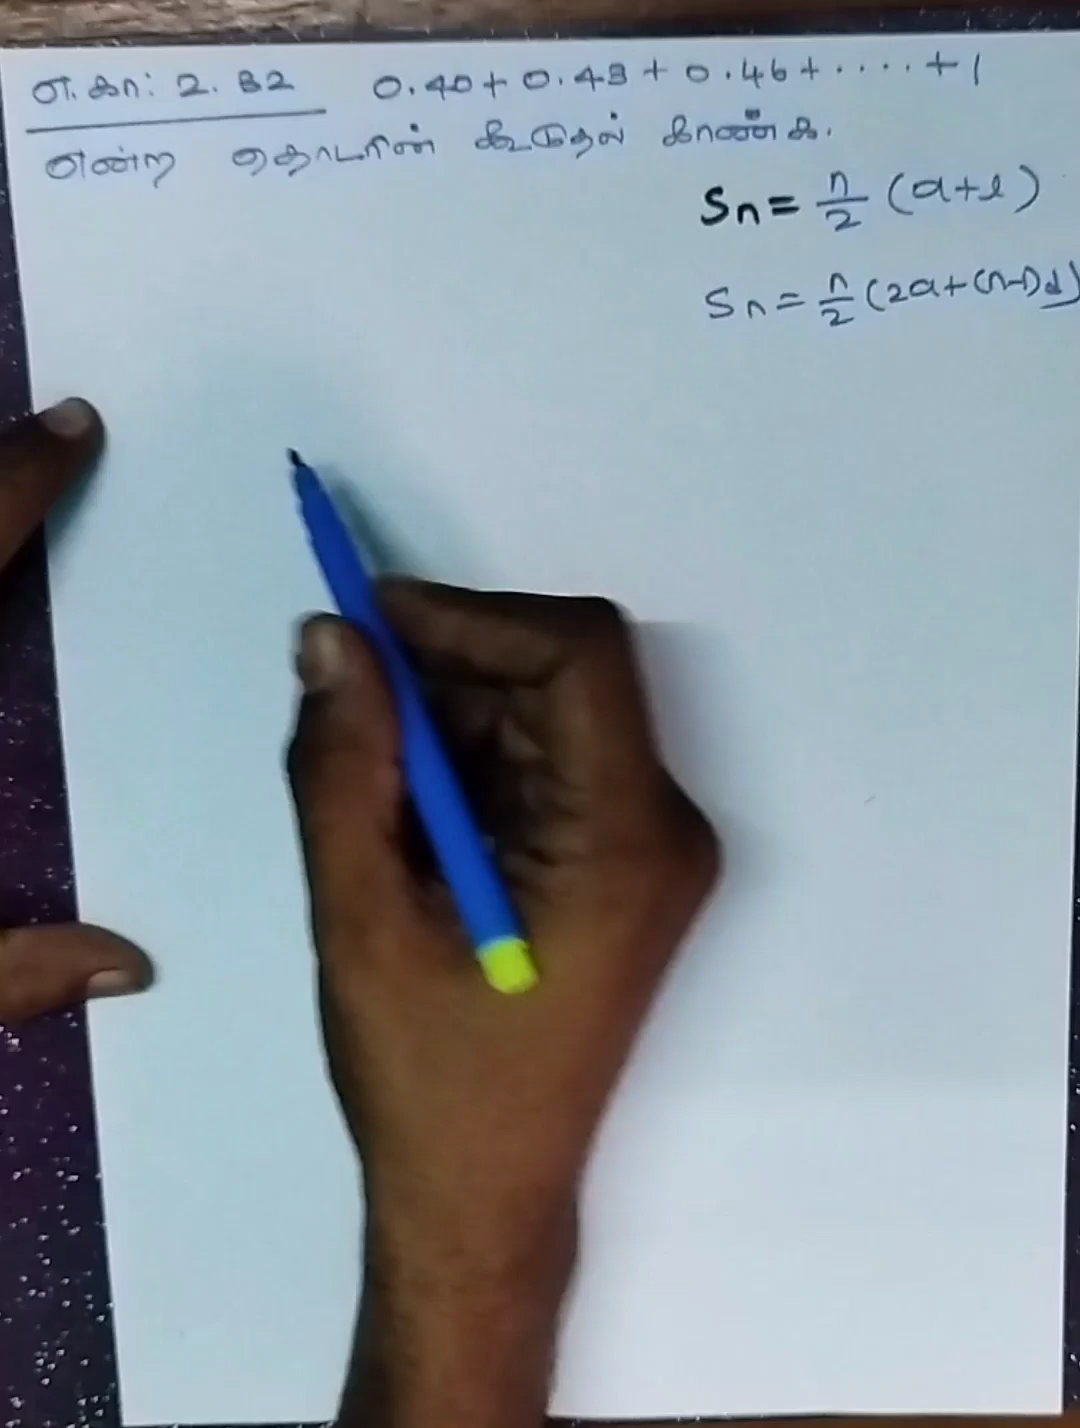 எ.கா: 2.32 0.40 + 0.43 + 0.46 + .... + 1
என்ற தொடரின் கூடுதல் காண்க.
Sn = n/2 (a+l)
Sn = n/2 (2a+(n-1)d)